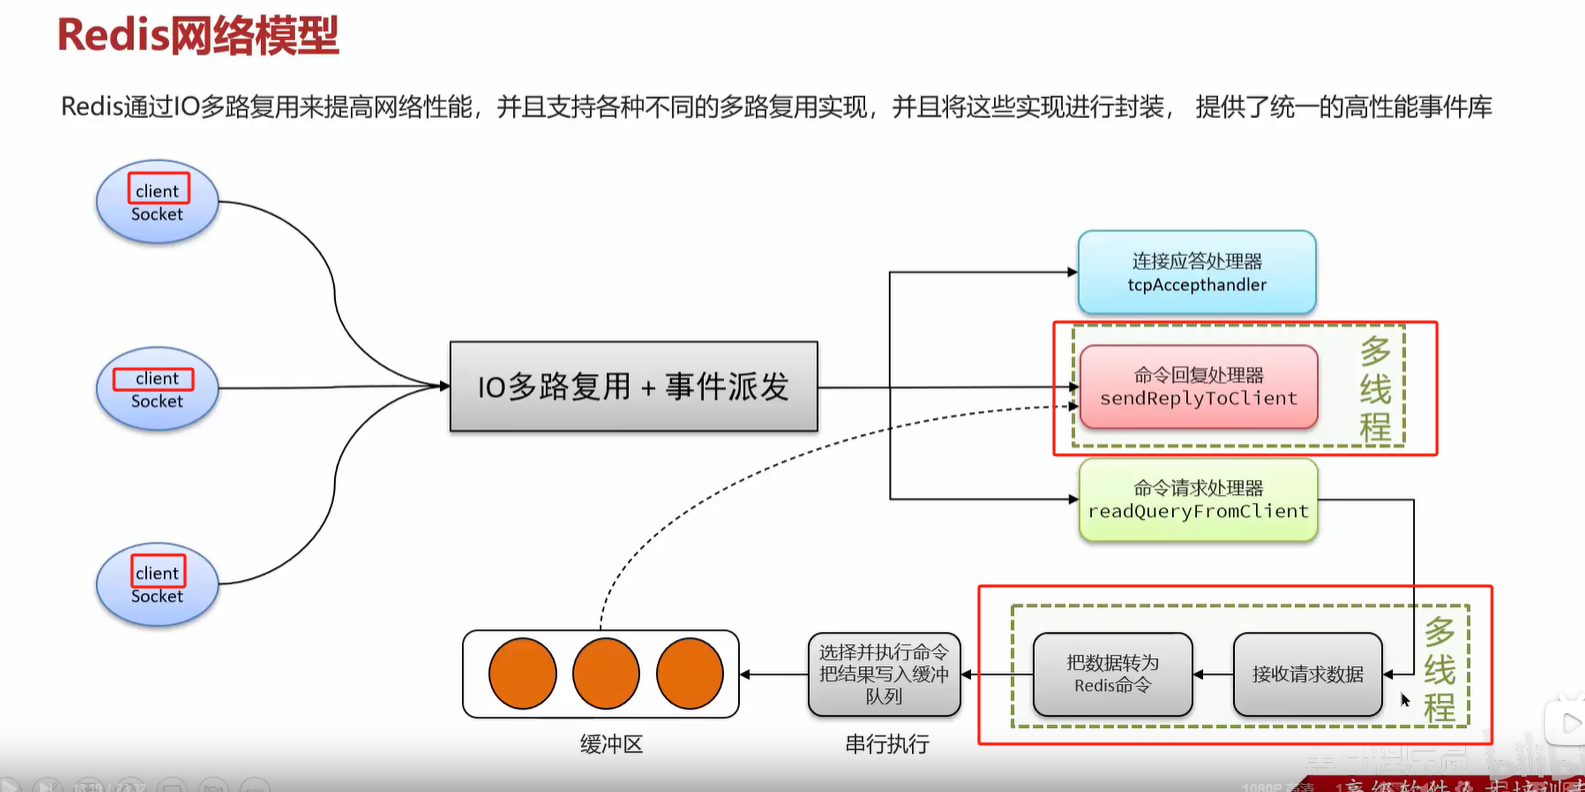 Redis网络模型
Redis通过IO多路复用来提高网络性能，并且支持各种不同的多路复用实现，并且将这些实现进行封装， 提供了统一的高性能事件库
client
Socket
client
Socket
client
Socket
IO多路复用 + 事件派发
连接应答处理器
tcpAccepthandler
命令回复处理器
sendReplyToClient
多线程
命令请求处理器
readQueryFromClient
缓冲区
选择并执行命令
把结果写入缓冲
队列
串行执行
把数据转为
Redis命令
接收请求数据
多线程